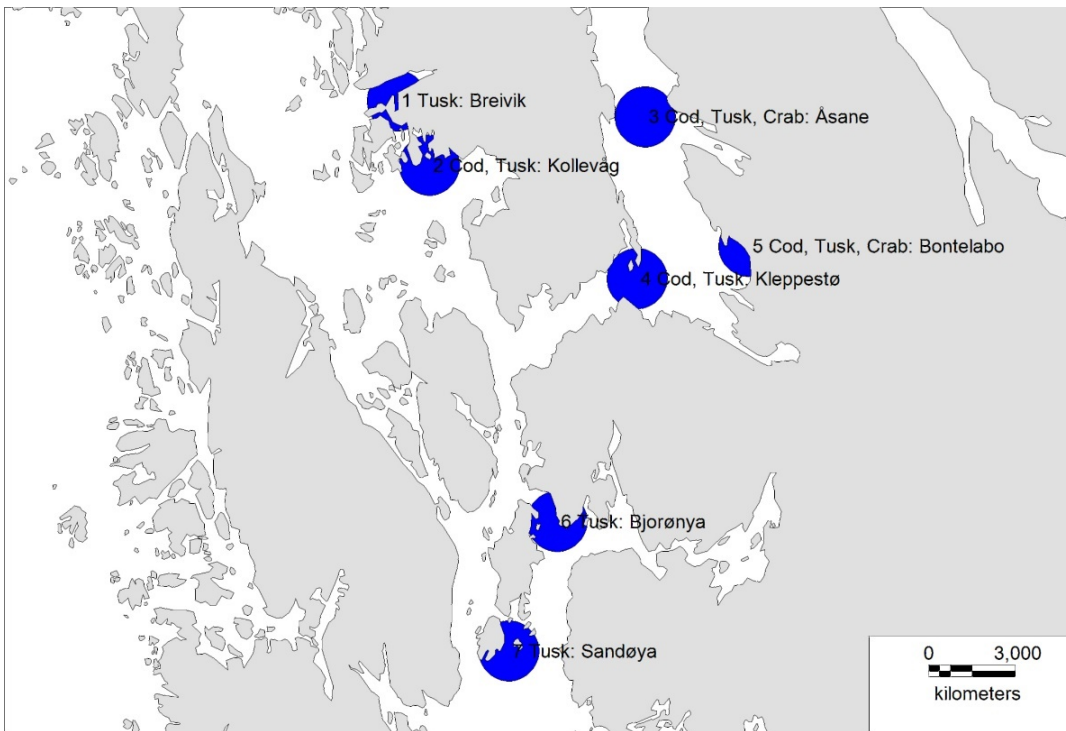 1 Tusk: Breivik
3 Cod, Tusk, Crab: Åsane
2 Cod, Tusk: Kollevåg
5 Cod, Tusk, Crab: Bontelabo
4 Cod, Tusk: Kleppestø
6 Tusk: Bjorønya
7 Tusk: Sandøya
0 3,000
kilometers